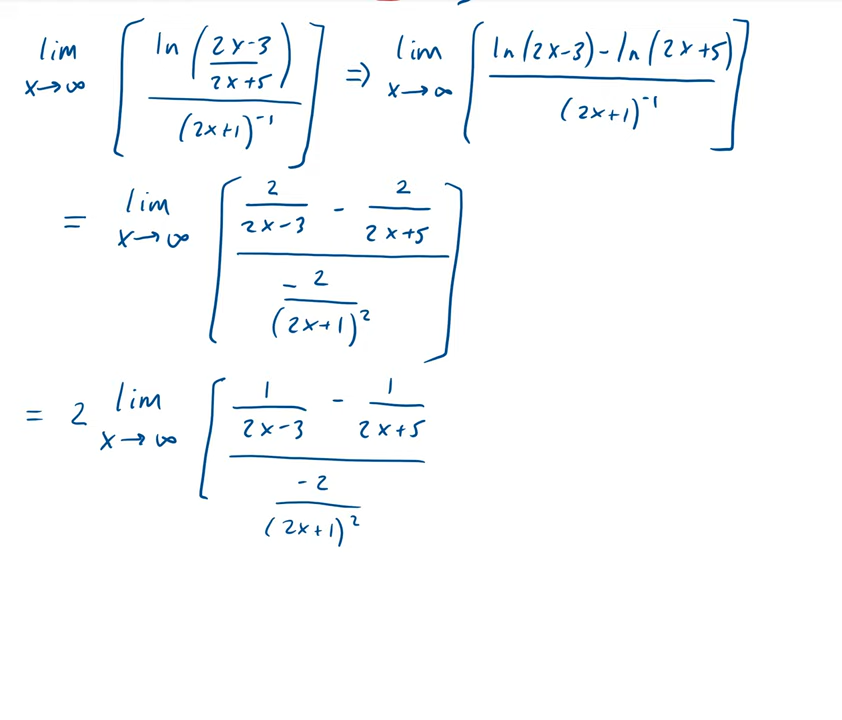 lim x→∞ [ ln ( (2x-3)/(2x+5) ) / (2x+1)^-1 ] ⇒ lim x→∞ [ ( ln(2x-3) - ln(2x+5) ) / (2x+1)^-1 ]
= lim x→∞ [ ( 2/(2x-3) - 2/(2x+5) ) / ( -2/(2x+1)^2 ) ]
= 2 lim x→∞ [ ( 1/(2x-3) - 1/(2x+5) ) / ( -2/(2x+1)^2 )